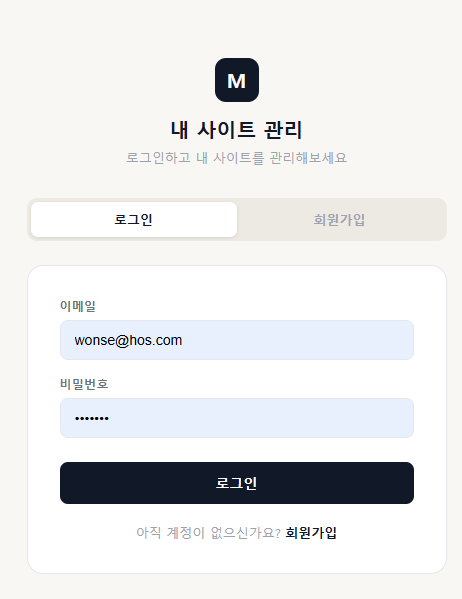 M
내 사이트 관리
로그인하고 내 사이트를 관리해보세요
로그인 회원가입
이메일
wonse@hos.com
비밀번호
•••••••
로그인
아직 계정이 없으신가요? 회원가입